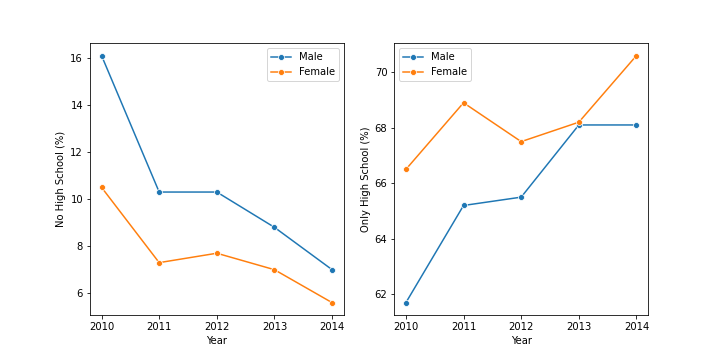 No High School (%)
16
14
12
10
8
6
Male
Female
2010 2011 2012 2013 2014
Year
Only High School (%)
70
68
66
64
62
Male
Female
2010 2011 2012 2013 2014
Year